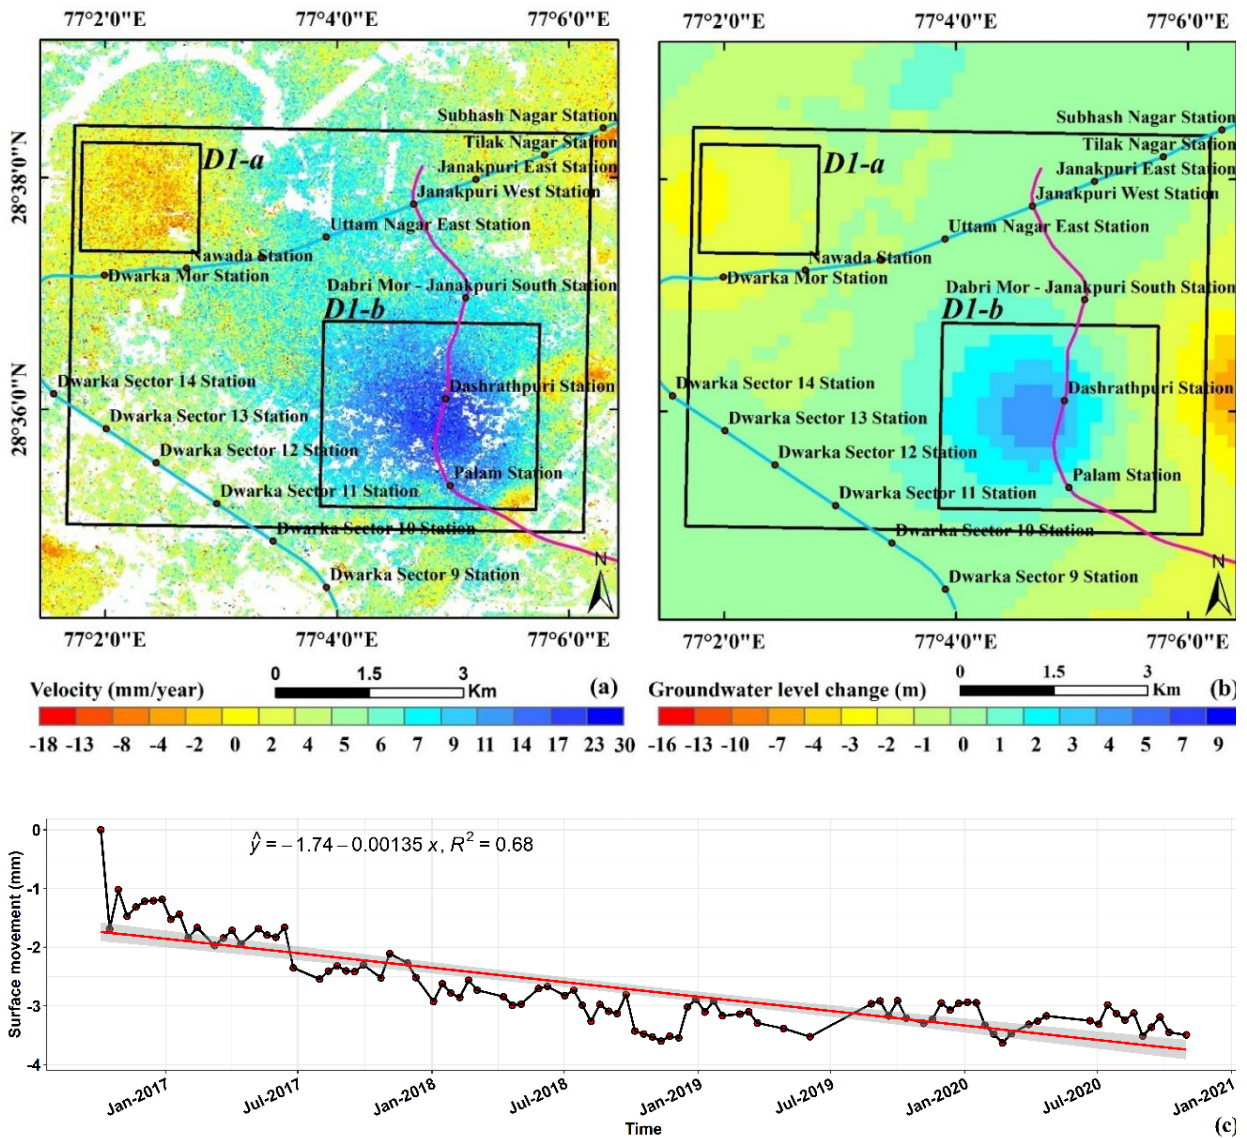 77°2'0"E 77°4'0"E 77°6'0"E
28°38'0"N
28°36'0"N
Subhash Nagar Station
Tilak Nagar Station
D1-a
Janakpuri East Station
Janakpuri West Station
Uttam Nagar East Station
Nawada Station
Dwarka Mor Station
Dabri Mor - Janakpuri South Station
D1-b
Dwarka Sector 14 Station
Dashrathpuri Station
Dwarka Sector 13 Station
Dwarka Sector 12 Station
Palam Station
Dwarka Sector 11 Station
Dwarka Sector 10 Station
Dwarka Sector 9 Station
N
77°2'0"E 77°4'0"E 77°6'0"E
0 1.5 3
Velocity (mm/year) Km (a)
-18 -13 -8 -4 -2 0 2 4 5 6 7 9 11 14 17 23 30
77°2'0"E 77°4'0"E 77°6'0"E
Subhash Nagar Station
Tilak Nagar Station
D1-a
Janakpuri East Station
Janakpuri West Station
Uttam Nagar East Station
Nawada Station
Dwarka Mor Station
Dabri Mor - Janakpuri South Station
D1-b
Dwarka Sector 14 Station
Dashrathpuri Station
Dwarka Sector 13 Station
Dwarka Sector 12 Station
Palam Station
Dwarka Sector 11 Station
Dwarka Sector 10 Station
Dwarka Sector 9 Station
N
77°2'0"E 77°4'0"E 77°6'0"E
0 1.5 3
Groundwater level change (m) Km (b)
-16 -13 -10 -7 -4 -3 -2 -1 0 1 2 3 4 5 7 9
ŷ = −1.74 − 0.00135 x, R² = 0.68
Surface movement (mm)
0
-1
-2
-3
-4
Jan-2017 Jul-2017 Jan-2018 Jul-2018 Jan-2019 Jul-2019 Jan-2020 Jul-2020 Jan-2021
Time
(c)